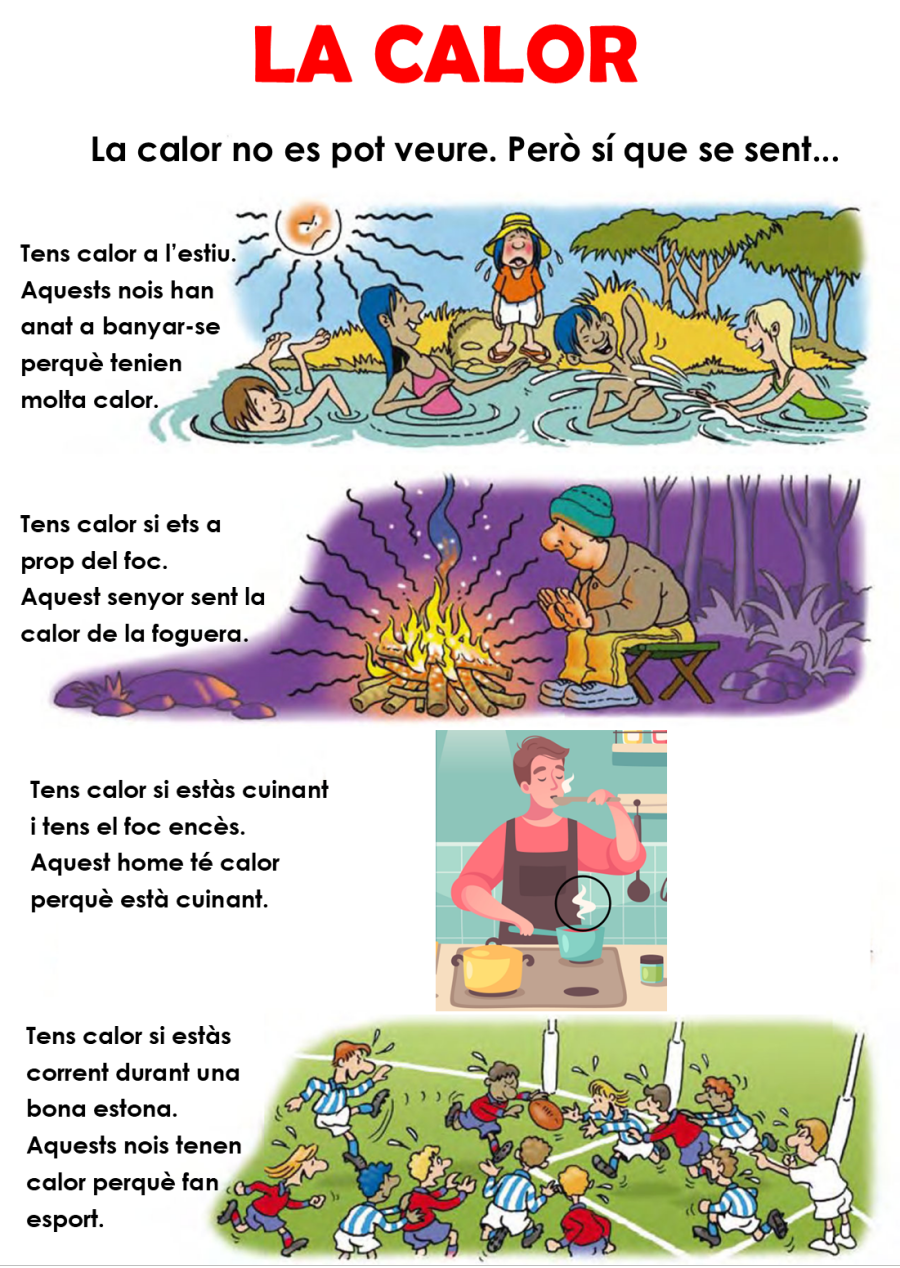 LA CALOR
La calor no es pot veure. Però sí que se sent...
Tens calor a l’estiu.
Aquests nois han
anat a banyar-se
perquè tenien
molta calor.
Tens calor si ets a
prop del foc.
Aquest senyor sent la
calor de la foguera.
Tens calor si estàs cuinant
i tens el foc encès.
Aquest home té calor
perquè està cuinant.
Tens calor si estàs
corrent durant una
bona estona.
Aquests nois tenen
calor perquè fan
esport.